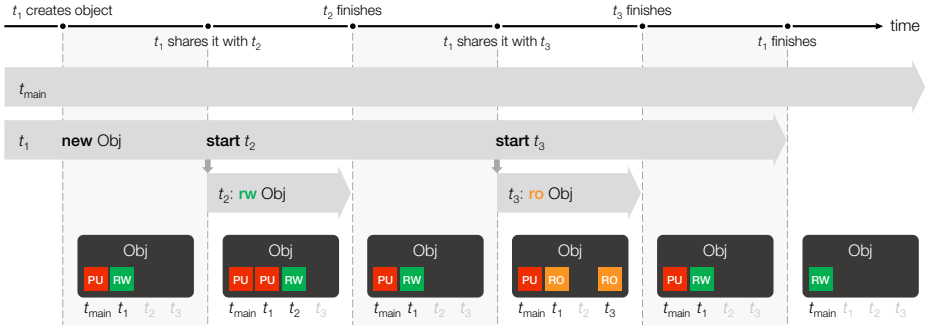 t1 creates object t2 finishes t3 finishes
time
t1 shares it with t2 t1 shares it with t3 t1 finishes
tmain
t1 new Obj start t2 start t3
t2: rw Obj t3: ro Obj
Obj Obj Obj Obj Obj Obj
PU RW PU PU RW PU RW PU RO RO PU RW RW
tmain t1 t2 t3 tmain t1 t2 t3 tmain t1 t2 t3 tmain t1 t3 tmain t1 t2 t3 tmain t1 t2 t3